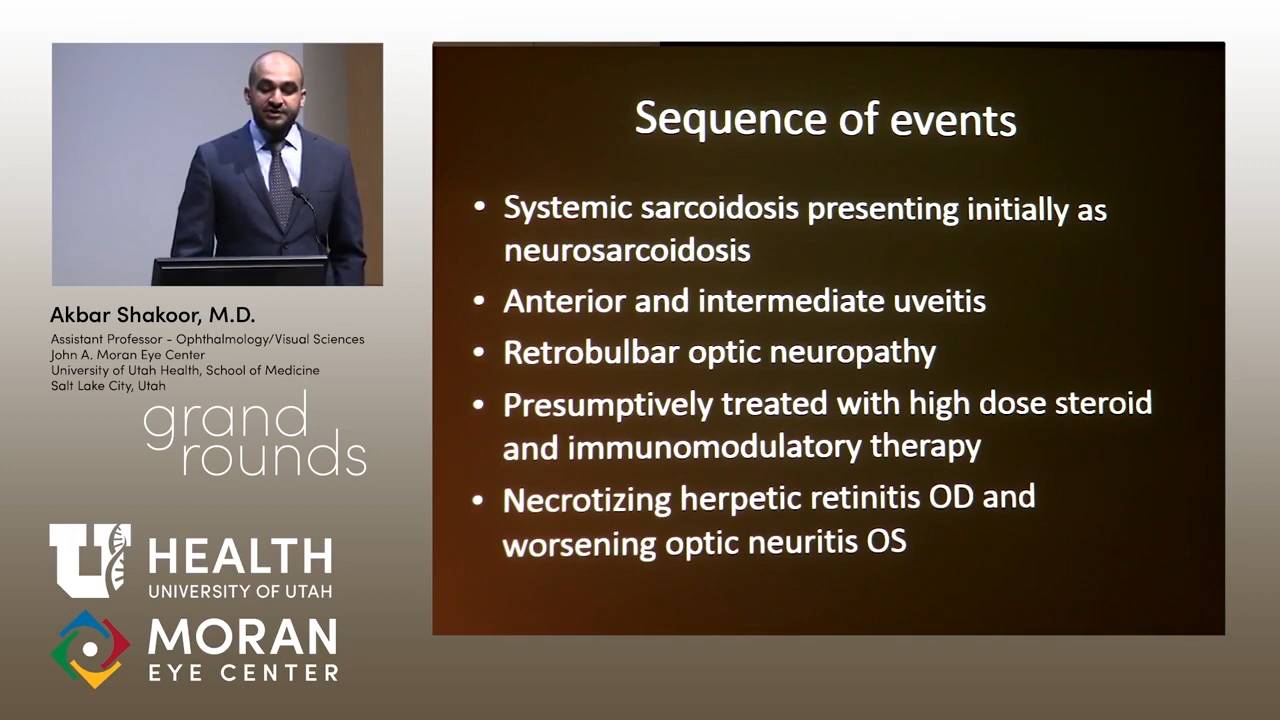 Akbar Shakoor, M.D.
Assistant Professor - Ophthalmology/Visual Sciences
John A. Moran Eye Center
University of Utah Health, School of Medicine
Salt Lake City, Utah
grand
rounds
U HEALTH
UNIVERSITY OF UTAH
MORAN
EYE CENTER
Sequence of events
• Systemic sarcoidosis presenting initially as
neurosarcoidosis
• Anterior and intermediate uveitis
• Retrobulbar optic neuropathy
• Presumptively treated with high dose steroid
and immunomodulatory therapy
• Necrotizing herpetic retinitis OD and
worsening optic neuritis OS